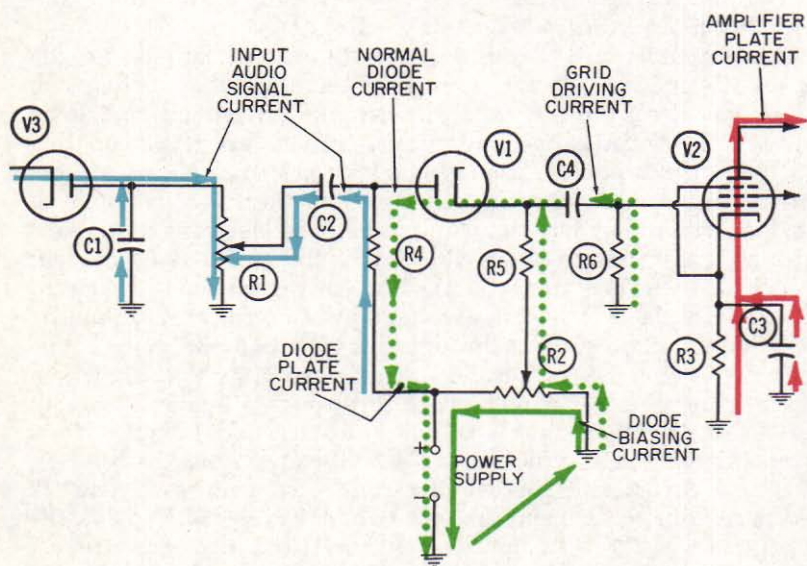 AMPLIFIER
PLATE
CURRENT
INPUT
AUDIO
SIGNAL
CURRENT
NORMAL
DIODE
CURRENT
GRID
DRIVING
CURRENT
V3
V1
C4
V2
C2
C1
R1
R4
R5
R6
R2
R3
C3
DIODE
PLATE
CURRENT
DIODE
BIASING
CURRENT
+
POWER
SUPPLY
−